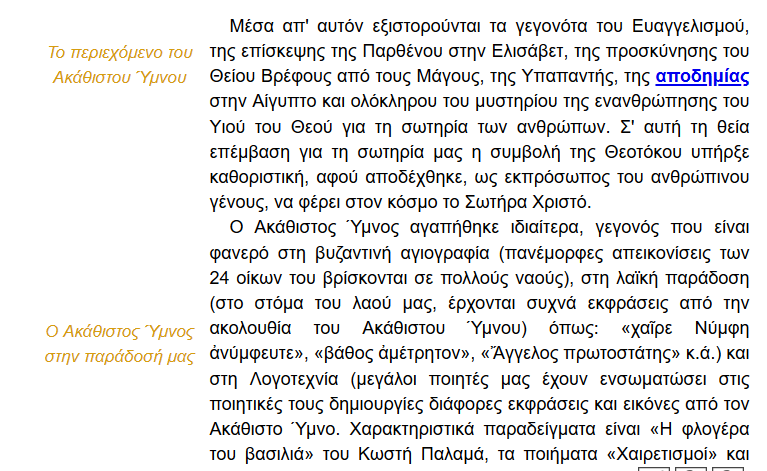 Μέσα απ' αυτόν εξιστορούνται τα γεγονότα του Ευαγγελισμού,
της επίσκεψης της Παρθένου στην Ελισάβετ, της προσκύνησης του
Θείου Βρέφους από τους Μάγους, της Υπαπαντής, της αποδημίας
στην Αίγυπτο και ολόκληρου του μυστηρίου της ενανθρώπησης του
Υιού του Θεού για τη σωτηρία των ανθρώπων. Σ' αυτή τη θεία
επέμβαση για τη σωτηρία μας η συμβολή της Θεοτόκου υπήρξε
καθοριστική, αφού αποδέχθηκε, ως εκπρόσωπος του ανθρώπινου
γένους, να φέρει στον κόσμο το Σωτήρα Χριστό.
Το περιεχόμενο του
Ακάθιστου Ύμνου
Ο Ακάθιστος Ύμνος αγαπήθηκε ιδιαίτερα, γεγονός που είναι
φανερό στη βυζαντινή αγιογραφία (πανέμορφες απεικονίσεις των
24 οίκων του βρίσκονται σε πολλούς ναούς), στη λαϊκή παράδοση
(στο στόμα του λαού μας, έρχονται συχνά εκφράσεις από την
ακολουθία του Ακάθιστου Ύμνου) όπως: «χαῖρε Νύμφη
ἀνύμφευτε», «βάθος ἀμέτρητον», «Ἄγγελος πρωτοστάτης» κ.ά.) και
στη Λογοτεχνία (μεγάλοι ποιητές μας έχουν ενσωματώσει στις
ποιητικές τους δημιουργίες διάφορες εκφράσεις και εικόνες από τον
Ακάθιστο Ύμνο. Χαρακτηριστικά παραδείγματα είναι «Η φλογέρα
του βασιλιά» του Κωστή Παλαμά, τα ποιήματα «Χαιρετισμοί» και
Ο Ακάθιστος Ύμνος
στην παράδοσή μας